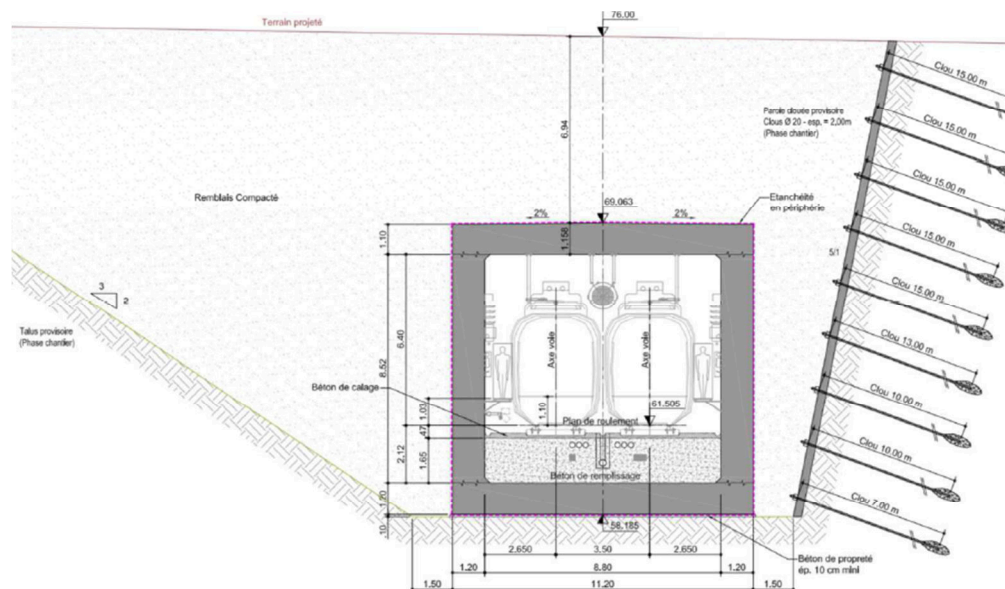 76.00
Terrain projeté
Clou 15.00 m
Paroie clouée provisoire
Clous Ø 20 - esp. = 2,00m
(Phase chantier)
Clou 15.00 m
6,94
Clou 15.00 m
Remblais Compacté
69.063
2%
2%
Etanchéité
en périphérie
Clou 15.00 m
1,10
1,158
5/1
3
2
Clou 15.00 m
Talus provisoire
(Phase chantier)
6,40
8,52
Axe voie
Axe voie
Clou 13.00 m
Béton de calage
1,03
1,10
61.505
Clou 10.00 m
Plan de roulement
,47
2,12
1,65
Béton de remplissage
Clou 10.00 m
1,20
Clou 7.00 m
,10
58.185
2.650
3.50
2.650
Béton de propreté
ép. 10 cm mini
1.20
8.80
1.20
1.50
11.20
1.50